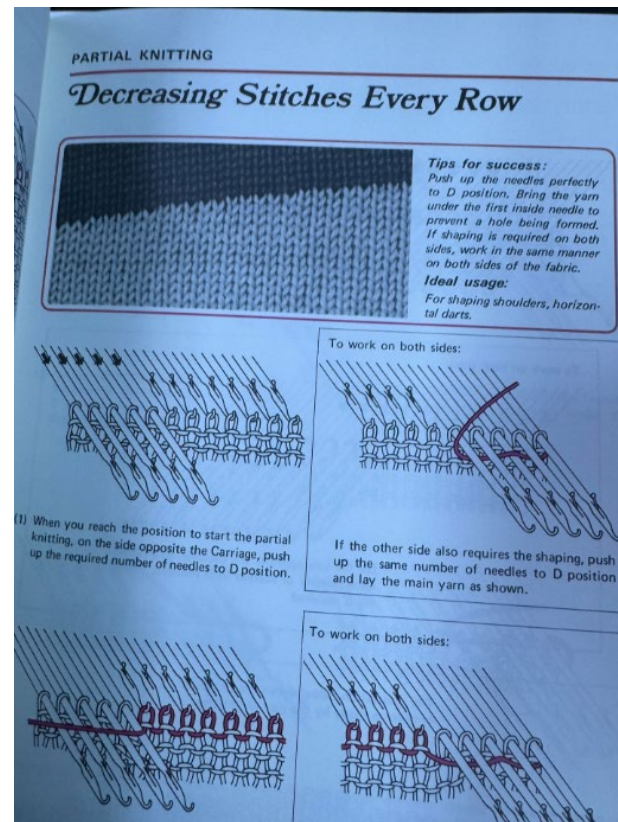 PARTIAL KNITTING
Decreasing Stitches Every Row
Tips for success:
Push up the needles perfectly
to D position. Bring the yarn
under the first inside needle to
prevent a hole being formed.
If shaping is required on both
sides, work in the same manner
on both sides of the fabric.
Ideal usage:
For shaping shoulders, horizon-
tal darts.
To work on both sides:
(1) When you reach the position to start the partial
knitting, on the side opposite the Carriage, push
up the required number of needles to D position.
If the other side also requires the shaping, push
up the same number of needles to D position
and lay the main yarn as shown.
To work on both sides: